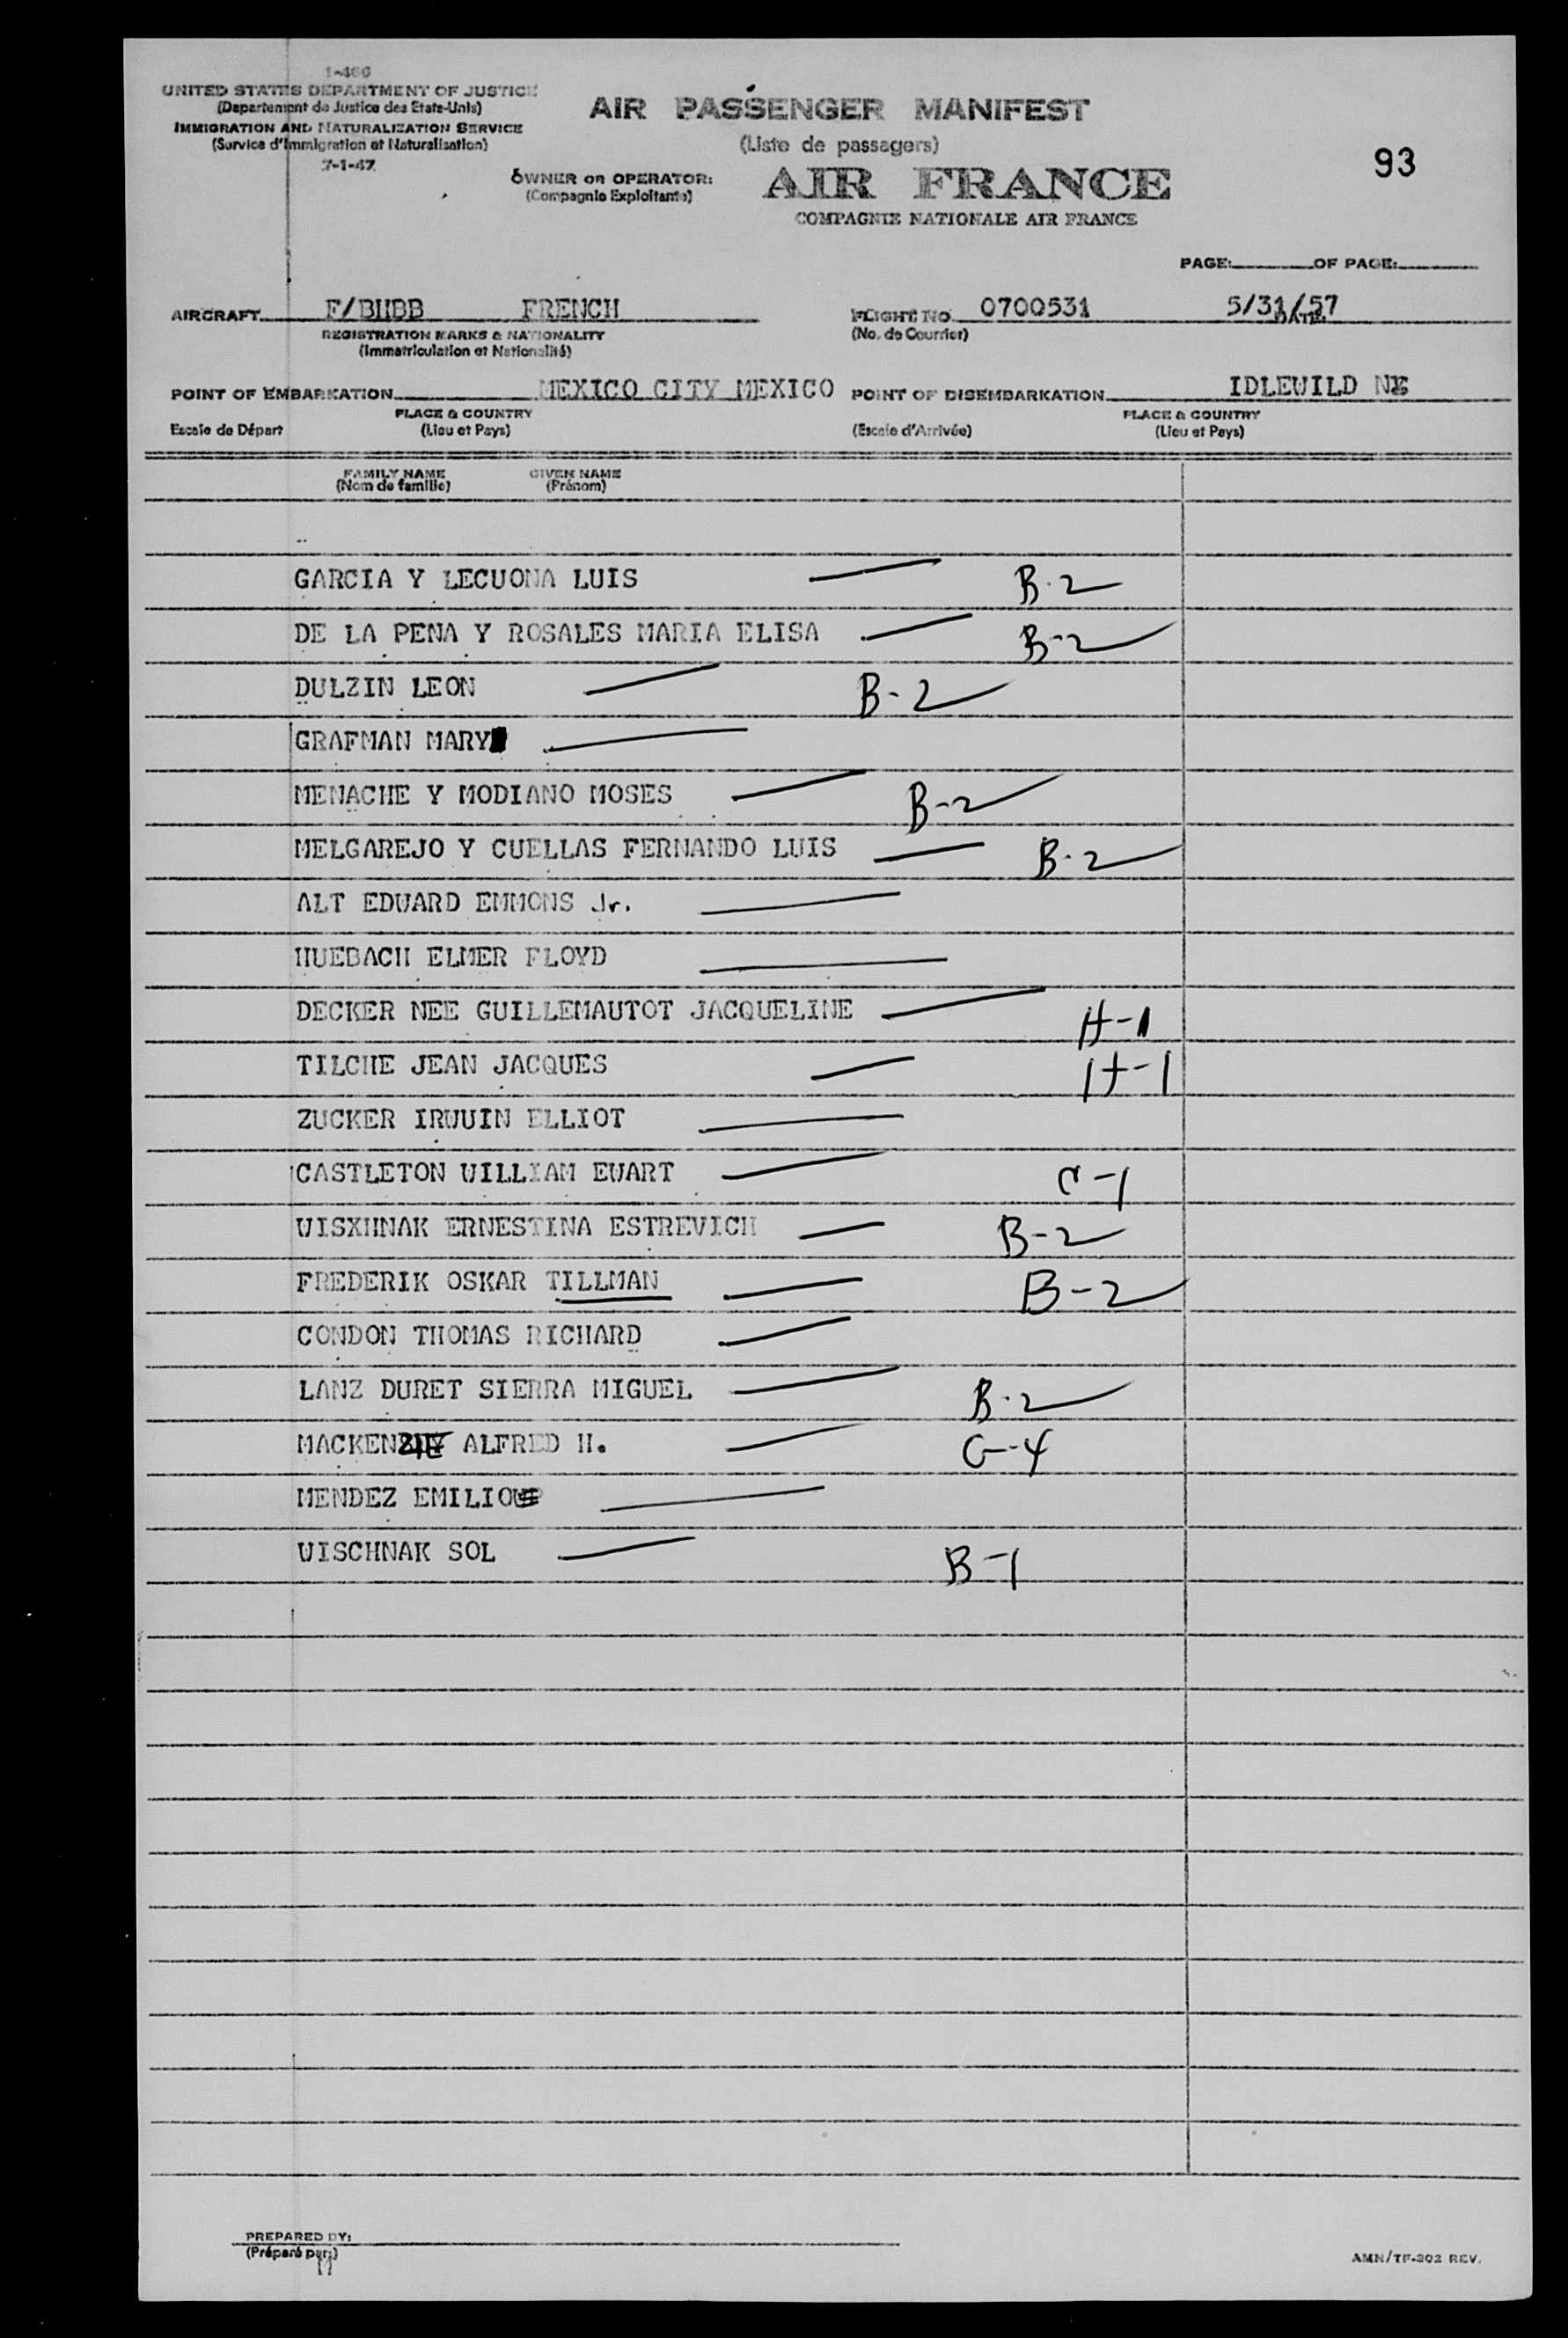 1-466
UNITED STATES DEPARTMENT OF JUSTICE
(Departement de Justice des Etats-Unis)
IMMIGRATION AND NATURALIZATION SERVICE
(Service d'Immigration et Naturalisation)
7-1-47
AIR PASSENGER MANIFEST
(Liste de passagers)
93
OWNER OR OPERATOR: AIR FRANCE
(Compagnie Exploitante)
COMPAGNIE NATIONALE AIR FRANCE
PAGE: OF PAGE:
AIRCRAFT F/BHBB FRENCH FLIGHT NO 0700531 5/31/57 DATE
REGISTRATION MARKS & NATIONALITY (No. de Courrier)
(Immatriculation et Nationalité)
POINT OF EMBARKATION MEXICO CITY MEXICO POINT OF DISEMBARKATION IDLEWILD
PLACE & COUNTRY PLACE & COUNTRY
Escale de Départ (Lieu et Pays) (Escale d'Arrivée) (Lieu et Pays)
FAMILY NAME GIVEN NAME
(Nom de famille) (Prénom)
GARCIA Y LECUONA LUIS B-2
DE LA PENA Y ROSALES MARIA ELISA B-2
DULZIN LEON B-2
GRAFMAN MARY
MENACHE Y MODIANO MOSES B-2
MELGAREJO Y CUELLAS FERNANDO LUIS B-2
ALT EDWARD EMMONS Jr.
HUEBACH ELMER FLOYD
DECKER NEE GUILLEMAUTOT JACQUELINE H-1
TILCHE JEAN JACQUES H-1
ZUCKER IRWUIN ELLIOT
CASTLETON WILLIAM EWART C-1
WISXHNAK ERNESTINA ESTREVICH B-2
FREDERIK OSKAR TILLMAN B-2
CONDON THOMAS RICHARD
LANZ DURET SIERRA MIGUEL B-2
MACKENZIE ALFRED H. G-4
MENDEZ EMILIO
WISCHNAK SOL B-1
PREPARED BY:
(Préparé par:)
AMN/TF-302 REV.